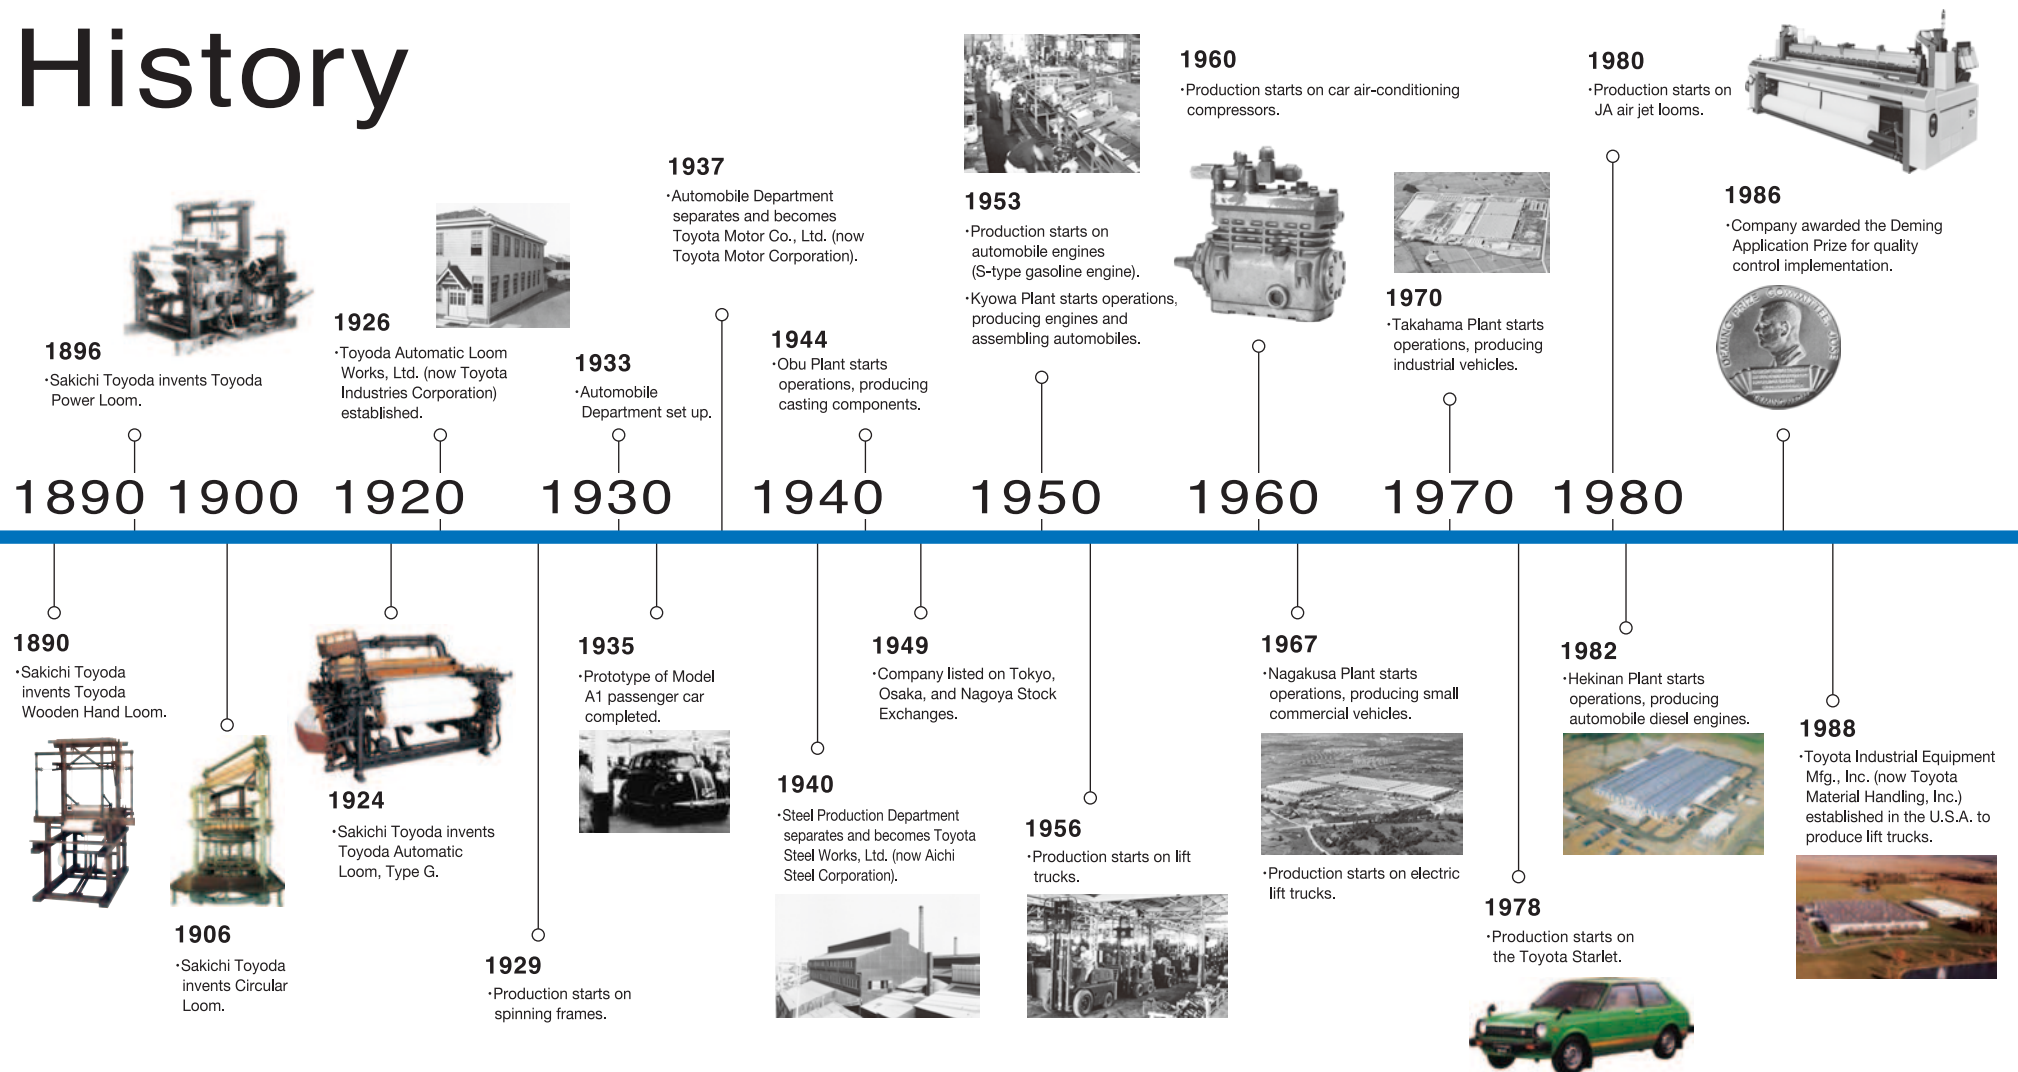 History
1896
·Sakichi Toyoda invents Toyoda
Power Loom.
1926
·Toyoda Automatic Loom
Works, Ltd. (now Toyota
Industries Corporation)
established.
1933
·Automobile
Department set up.
1937
·Automobile Department
separates and becomes
Toyota Motor Co., Ltd. (now
Toyota Motor Corporation).
1944
·Obu Plant starts
operations, producing
casting components.
1953
·Production starts on
automobile engines
(S-type gasoline engine).
·Kyowa Plant starts operations,
producing engines and
assembling automobiles.
1960
·Production starts on car air-conditioning
compressors.
1970
·Takahama Plant starts
operations, producing
industrial vehicles.
1980
·Production starts on
JA air jet looms.
1986
·Company awarded the Deming
Application Prize for quality
control implementation.
DEMING PRIZE COMMITTEE
1890 1900 1920 1930 1940 1950 1960 1970 1980
1890
·Sakichi Toyoda
invents Toyoda
Wooden Hand Loom.
1906
·Sakichi Toyoda
invents Circular
Loom.
1924
·Sakichi Toyoda invents
Toyoda Automatic
Loom, Type G.
1929
·Production starts on
spinning frames.
1935
·Prototype of Model
A1 passenger car
completed.
1940
·Steel Production Department
separates and becomes Toyota
Steel Works, Ltd. (now Aichi
Steel Corporation).
1949
·Company listed on Tokyo,
Osaka, and Nagoya Stock
Exchanges.
1956
·Production starts on lift
trucks.
1967
·Nagakusa Plant starts
operations, producing small
commercial vehicles.
·Production starts on electric
lift trucks.
1978
·Production starts on
the Toyota Starlet.
1982
·Hekinan Plant starts
operations, producing
automobile diesel engines.
1988
·Toyota Industrial Equipment
Mfg., Inc. (now Toyota
Material Handling, Inc.)
established in the U.S.A. to
produce lift trucks.